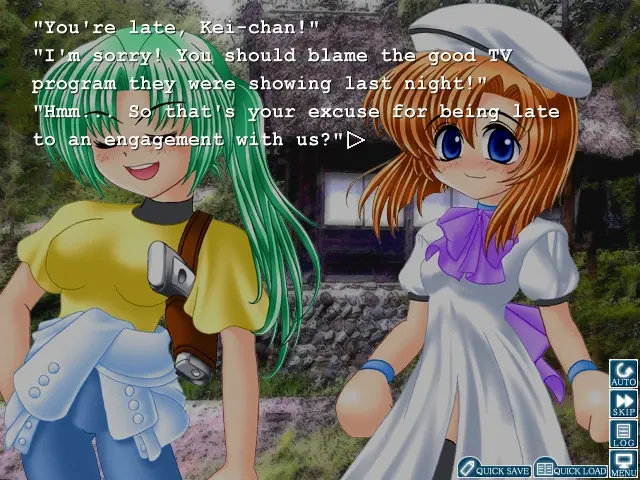 "You're late, Kei-chan!"
"I'm sorry! You should blame the good TV
program they were showing last night!"
"Hmm... So that's your excuse for being late
to an engagement with us?"
AUTO
SKIP
LOG
MENU
QUICK SAVE
QUICK LOAD